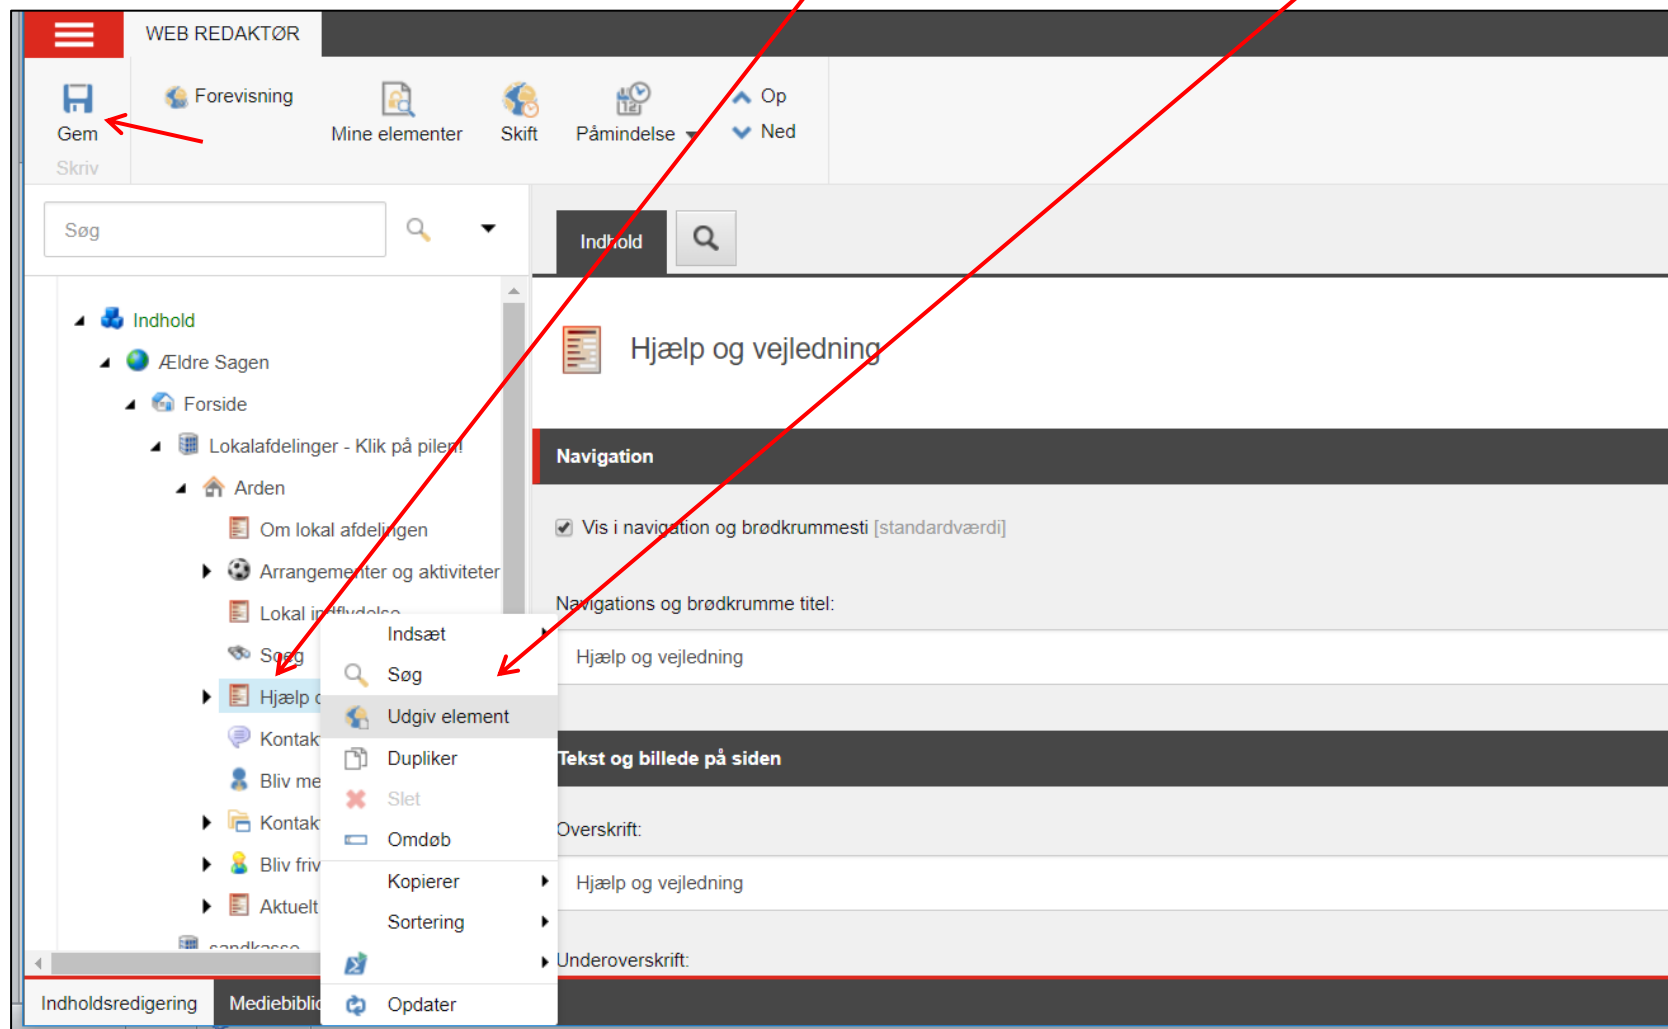 WEB REDAKTØR
Forevisning
Op
Gem
Mine elementer
Skift
Påmindelse
Ned
Skriv
Søg
Indhold
Indhold
Hjælp og vejledning
Ældre Sagen
Forside
Lokalafdelinger - Klik på pilen!
Navigation
Arden
Om lokal afdelingen
Vis i navigation og brødkrummesti [standardværdi]
Arrangementer og aktiviteter
Lokal indflydelse
Navigations og brødkrumme titel:
Indsæt
Soeg
Søg
Hjælp og vejledning
Hjælp
Udgiv element
Kontak
Dupliker
Tekst og billede på siden
Bliv me
Slet
Kontak
Omdøb
Overskrift:
Bliv friv
Kopierer
Hjælp og vejledning
Aktuelt
Sortering
sandkasse
Underoverskrift:
Indholdsredigering
Mediebiblio
Opdater